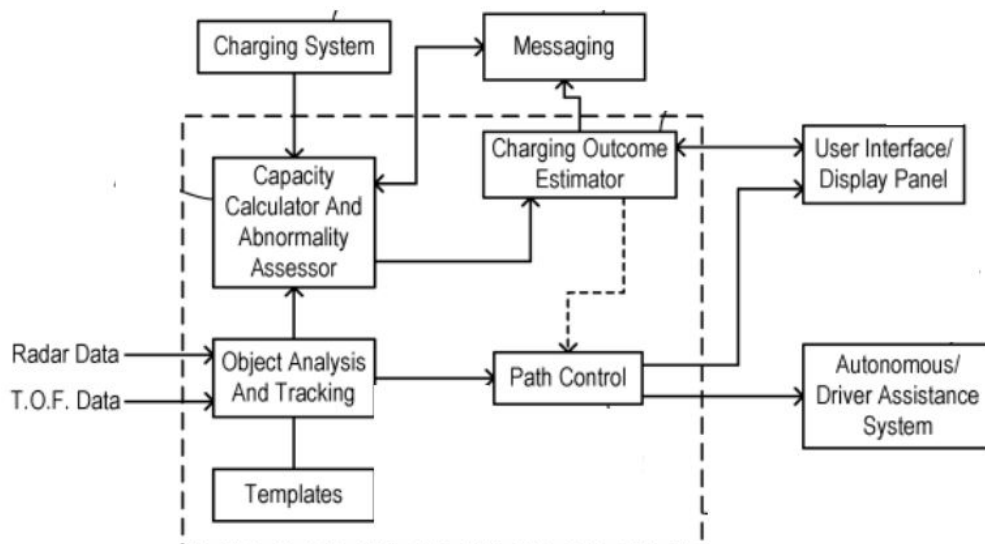 Charging System
Messaging
Capacity
Calculator And
Abnormality
Assessor
Charging Outcome
Estimator
User Interface/
Display Panel
Radar Data
T.O.F. Data
Object Analysis
And Tracking
Path Control
Autonomous/
Driver Assistance
System
Templates